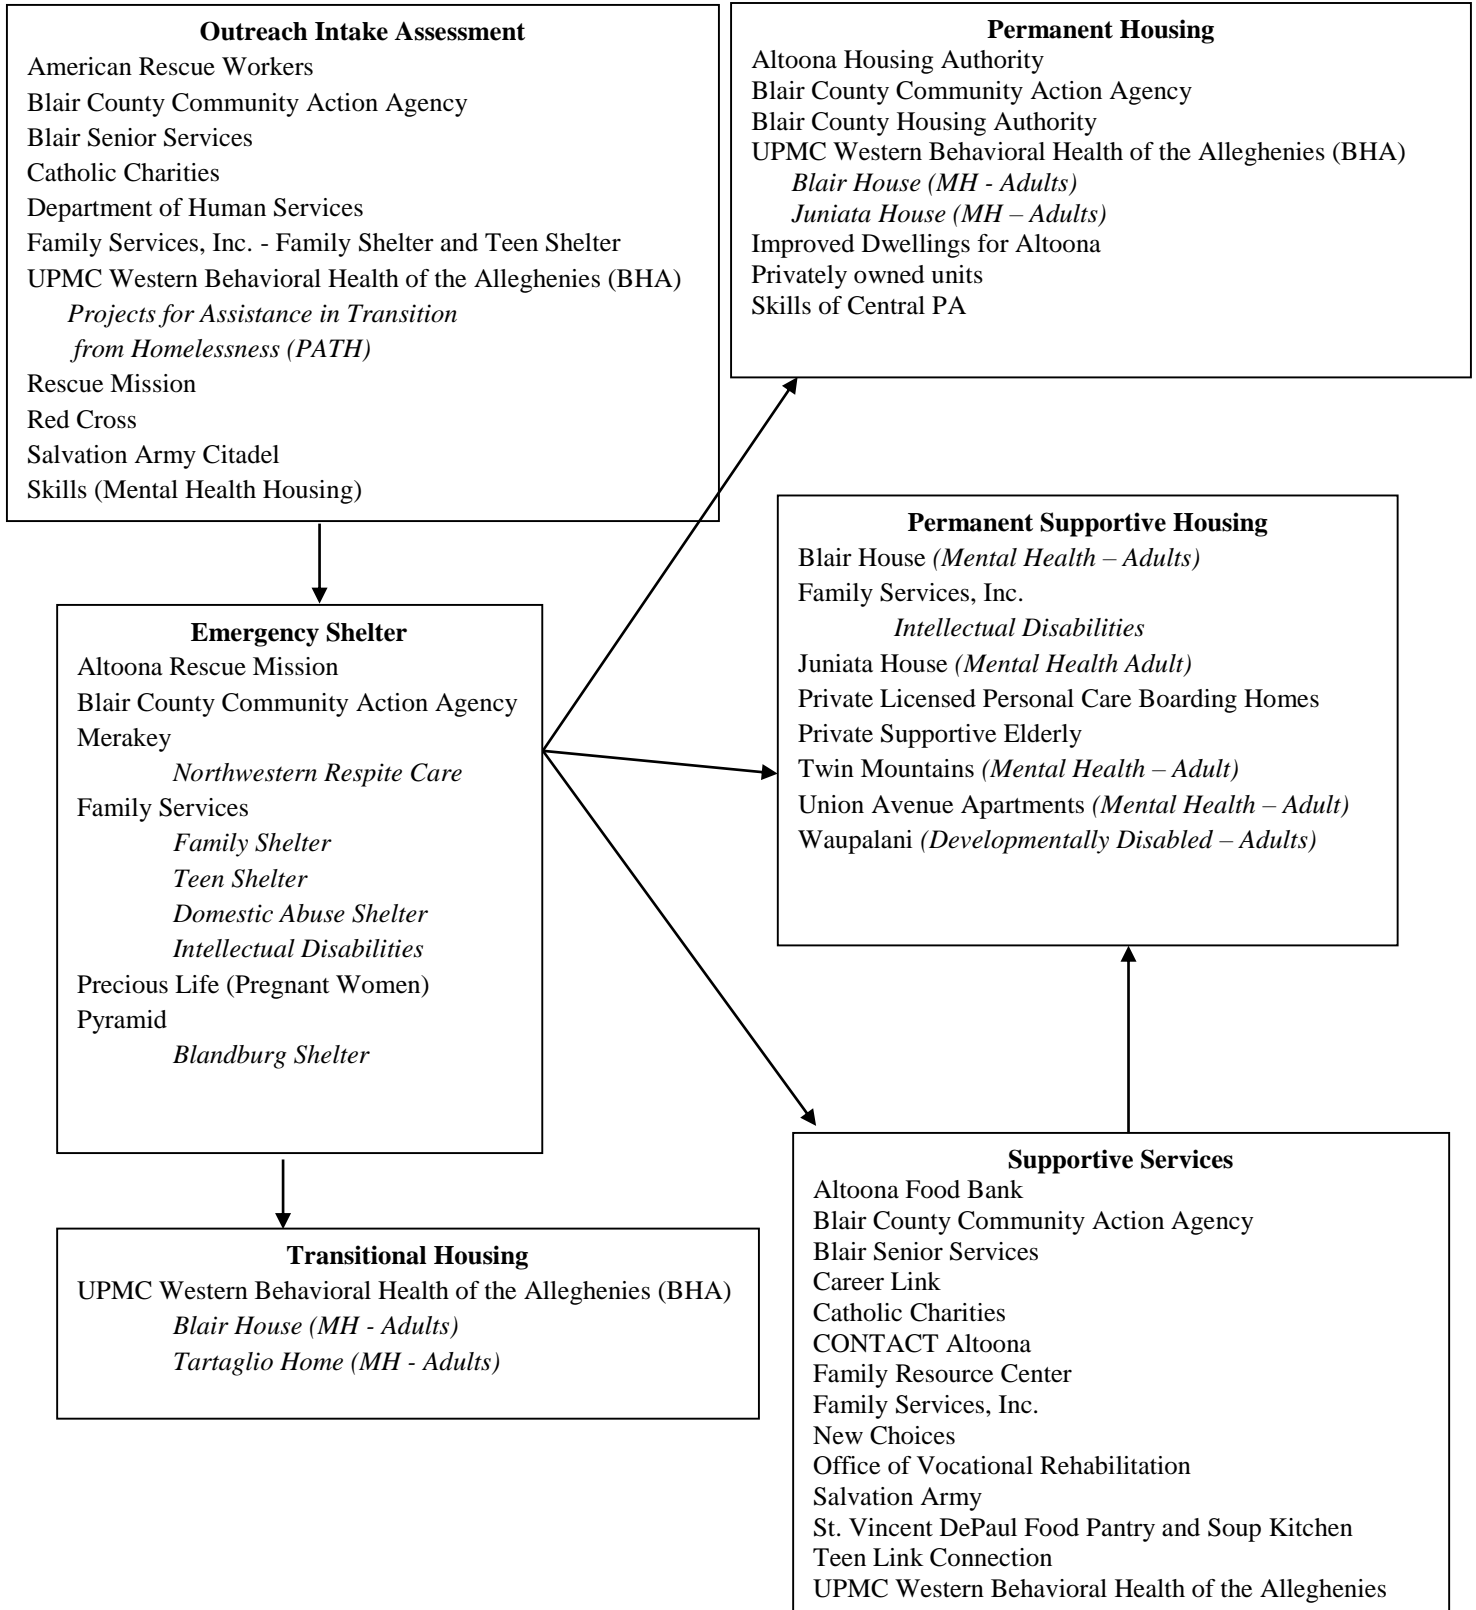 Outreach Intake Assessment
American Rescue Workers
Blair County Community Action Agency
Blair Senior Services
Catholic Charities
Department of Human Services
Family Services, Inc. - Family Shelter and Teen Shelter
UPMC Western Behavioral Health of the Alleghenies (BHA)
Projects for Assistance in Transition
from Homelessness (PATH)
Rescue Mission
Red Cross
Salvation Army Citadel
Skills (Mental Health Housing)
Permanent Housing
Altoona Housing Authority
Blair County Community Action Agency
Blair County Housing Authority
UPMC Western Behavioral Health of the Alleghenies (BHA)
Blair House (MH - Adults)
Juniata House (MH – Adults)
Improved Dwellings for Altoona
Privately owned units
Skills of Central PA
Emergency Shelter
Altoona Rescue Mission
Blair County Community Action Agency
Merakey
Northwestern Respite Care
Family Services
Family Shelter
Teen Shelter
Domestic Abuse Shelter
Intellectual Disabilities
Precious Life (Pregnant Women)
Pyramid
Blandburg Shelter
Permanent Supportive Housing
Blair House (Mental Health – Adults)
Family Services, Inc.
Intellectual Disabilities
Juniata House (Mental Health Adult)
Private Licensed Personal Care Boarding Homes
Private Supportive Elderly
Twin Mountains (Mental Health – Adult)
Union Avenue Apartments (Mental Health – Adult)
Waupalani (Developmentally Disabled – Adults)
Transitional Housing
UPMC Western Behavioral Health of the Alleghenies (BHA)
Blair House (MH - Adults)
Tartaglio Home (MH - Adults)
Supportive Services
Altoona Food Bank
Blair County Community Action Agency
Blair Senior Services
Career Link
Catholic Charities
CONTACT Altoona
Family Resource Center
Family Services, Inc.
New Choices
Office of Vocational Rehabilitation
Salvation Army
St. Vincent DePaul Food Pantry and Soup Kitchen
Teen Link Connection
UPMC Western Behavioral Health of the Alleghenies